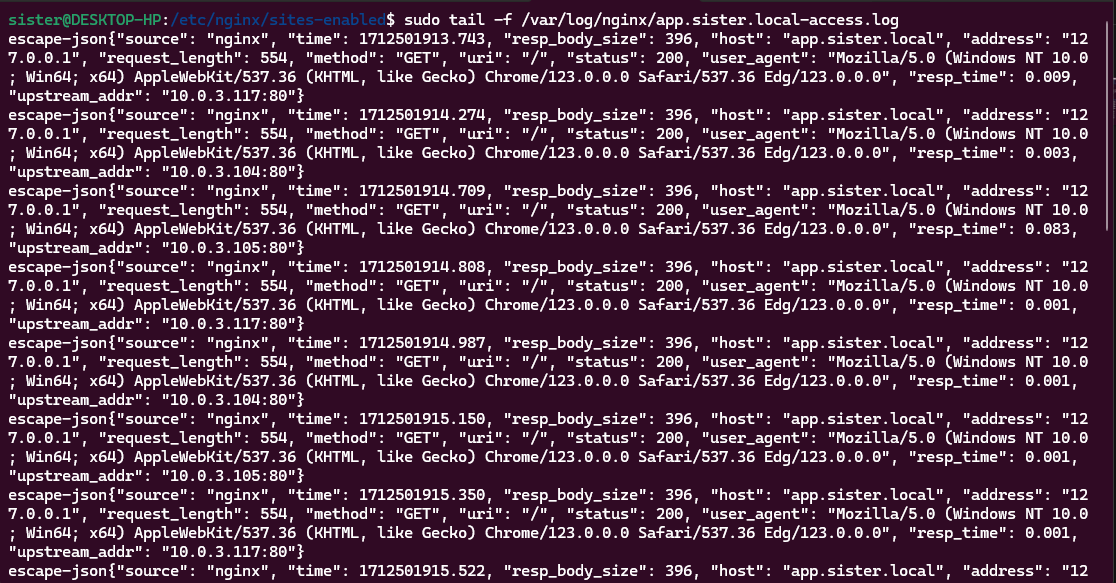 sister@DESKTOP-HP:/etc/nginx/sites-enabled$ sudo tail -f /var/log/nginx/app.sister.local-access.log
escape-json{"source": "nginx", "time": 1712501913.743, "resp_body_size": 396, "host": "app.sister.local", "address": "12
7.0.0.1", "request_length": 554, "method": "GET", "uri": "/", "status": 200, "user_agent": "Mozilla/5.0 (Windows NT 10.0
; Win64; x64) AppleWebKit/537.36 (KHTML, like Gecko) Chrome/123.0.0.0 Safari/537.36 Edg/123.0.0.0", "resp_time": 0.009,
"upstream_addr": "10.0.3.117:80"}
escape-json{"source": "nginx", "time": 1712501914.274, "resp_body_size": 396, "host": "app.sister.local", "address": "12
7.0.0.1", "request_length": 554, "method": "GET", "uri": "/", "status": 200, "user_agent": "Mozilla/5.0 (Windows NT 10.0
; Win64; x64) AppleWebKit/537.36 (KHTML, like Gecko) Chrome/123.0.0.0 Safari/537.36 Edg/123.0.0.0", "resp_time": 0.003,
"upstream_addr": "10.0.3.104:80"}
escape-json{"source": "nginx", "time": 1712501914.709, "resp_body_size": 396, "host": "app.sister.local", "address": "12
7.0.0.1", "request_length": 554, "method": "GET", "uri": "/", "status": 200, "user_agent": "Mozilla/5.0 (Windows NT 10.0
; Win64; x64) AppleWebKit/537.36 (KHTML, like Gecko) Chrome/123.0.0.0 Safari/537.36 Edg/123.0.0.0", "resp_time": 0.083,
"upstream_addr": "10.0.3.105:80"}
escape-json{"source": "nginx", "time": 1712501914.808, "resp_body_size": 396, "host": "app.sister.local", "address": "12
7.0.0.1", "request_length": 554, "method": "GET", "uri": "/", "status": 200, "user_agent": "Mozilla/5.0 (Windows NT 10.0
; Win64; x64) AppleWebKit/537.36 (KHTML, like Gecko) Chrome/123.0.0.0 Safari/537.36 Edg/123.0.0.0", "resp_time": 0.001,
"upstream_addr": "10.0.3.117:80"}
escape-json{"source": "nginx", "time": 1712501914.987, "resp_body_size": 396, "host": "app.sister.local", "address": "12
7.0.0.1", "request_length": 554, "method": "GET", "uri": "/", "status": 200, "user_agent": "Mozilla/5.0 (Windows NT 10.0
; Win64; x64) AppleWebKit/537.36 (KHTML, like Gecko) Chrome/123.0.0.0 Safari/537.36 Edg/123.0.0.0", "resp_time": 0.001,
"upstream_addr": "10.0.3.104:80"}
escape-json{"source": "nginx", "time": 1712501915.150, "resp_body_size": 396, "host": "app.sister.local", "address": "12
7.0.0.1", "request_length": 554, "method": "GET", "uri": "/", "status": 200, "user_agent": "Mozilla/5.0 (Windows NT 10.0
; Win64; x64) AppleWebKit/537.36 (KHTML, like Gecko) Chrome/123.0.0.0 Safari/537.36 Edg/123.0.0.0", "resp_time": 0.001,
"upstream_addr": "10.0.3.105:80"}
escape-json{"source": "nginx", "time": 1712501915.350, "resp_body_size": 396, "host": "app.sister.local", "address": "12
7.0.0.1", "request_length": 554, "method": "GET", "uri": "/", "status": 200, "user_agent": "Mozilla/5.0 (Windows NT 10.0
; Win64; x64) AppleWebKit/537.36 (KHTML, like Gecko) Chrome/123.0.0.0 Safari/537.36 Edg/123.0.0.0", "resp_time": 0.001,
"upstream_addr": "10.0.3.117:80"}
escape-json{"source": "nginx", "time": 1712501915.522, "resp_body_size": 396, "host": "app.sister.local", "address": "12